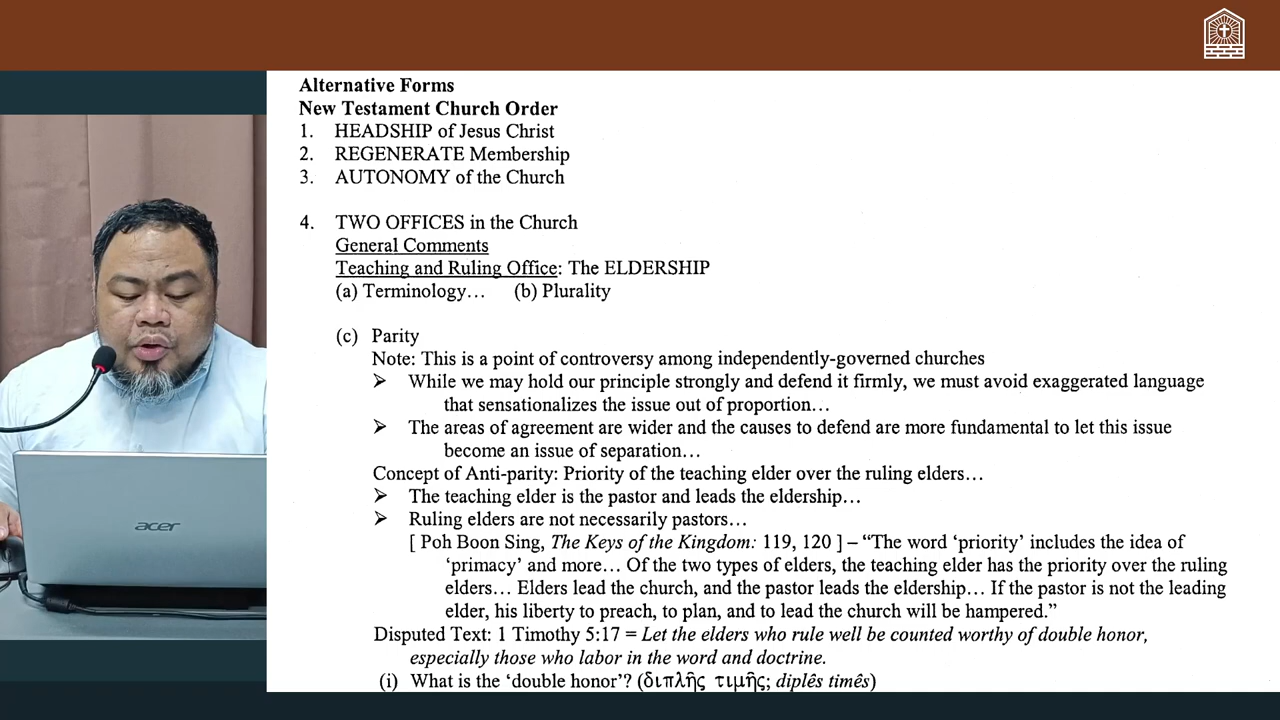 Alternative Forms
New Testament Church Order
1. HEADSHIP of Jesus Christ
2. REGENERATE Membership
3. AUTONOMY of the Church
4. TWO OFFICES in the Church
General Comments
Teaching and Ruling Office: The ELDERSHIP
(a) Terminology… (b) Plurality
(c) Parity
Note: This is a point of controversy among independently-governed churches
➢ While we may hold our principle strongly and defend it firmly, we must avoid exaggerated language
that sensationalizes the issue out of proportion…
➢ The areas of agreement are wider and the causes to defend are more fundamental to let this issue
become an issue of separation…
Concept of Anti-parity: Priority of the teaching elder over the ruling elders…
➢ The teaching elder is the pastor and leads the eldership…
➢ Ruling elders are not necessarily pastors…
[ Poh Boon Sing, The Keys of the Kingdom: 119, 120 ] – “The word ‘priority’ includes the idea of
‘primacy’ and more… Of the two types of elders, the teaching elder has the priority over the ruling
elders… Elders lead the church, and the pastor leads the eldership… If the pastor is not the leading
elder, his liberty to preach, to plan, and to lead the church will be hampered.”
Disputed Text: 1 Timothy 5:17 = Let the elders who rule well be counted worthy of double honor,
especially those who labor in the word and doctrine.
(i) What is the ‘double honor’? (διπλῆς τιμῆς; diplês timês)
acer